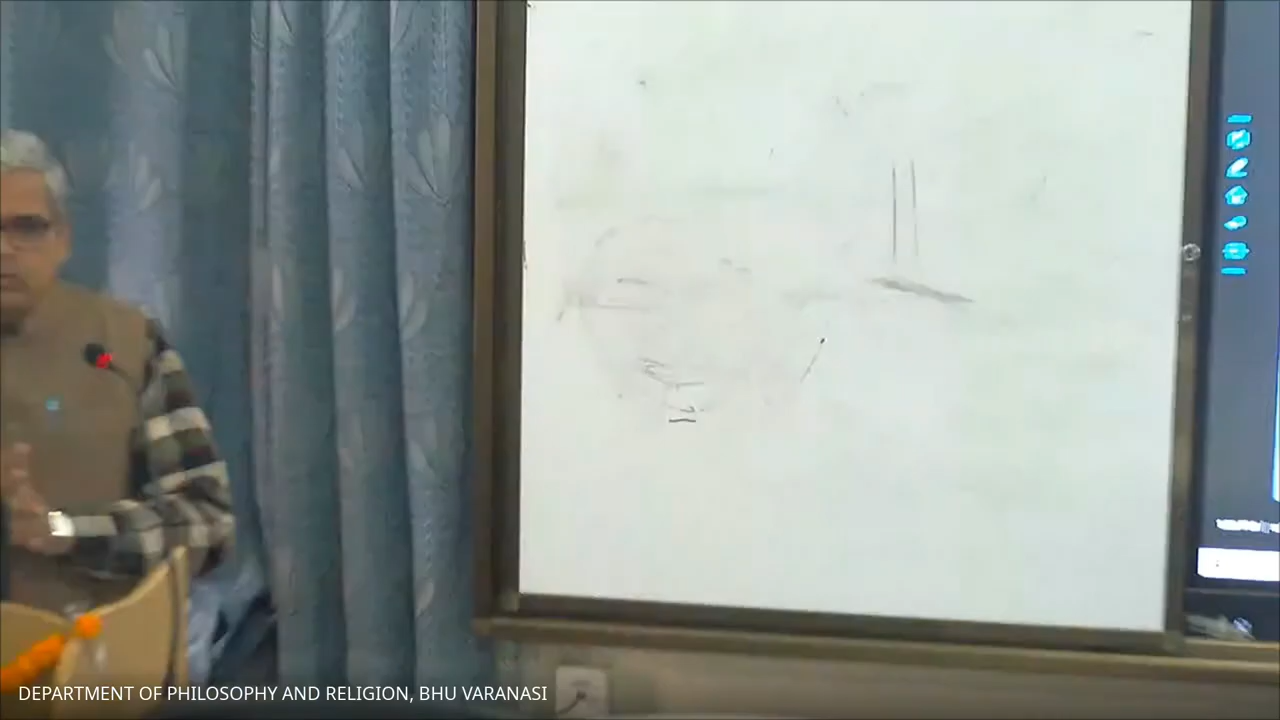 DEPARTMENT OF PHILOSOPHY AND RELIGION, BHU VARANASI